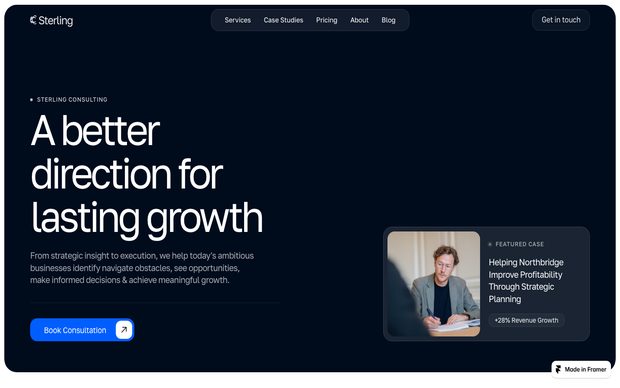 Sterling
Services Case Studies Pricing About Blog
Get in touch
STERLING CONSULTING
A better
direction for
lasting growth
From strategic insight to execution, we help today's ambitious
businesses identify navigate obstacles, see opportunities,
make informed decisions & achieve meaningful growth.
Book Consultation
FEATURED CASE
Helping Northbridge
Improve Profitability
Through Strategic
Planning
+28% Revenue Growth
Made in Framer